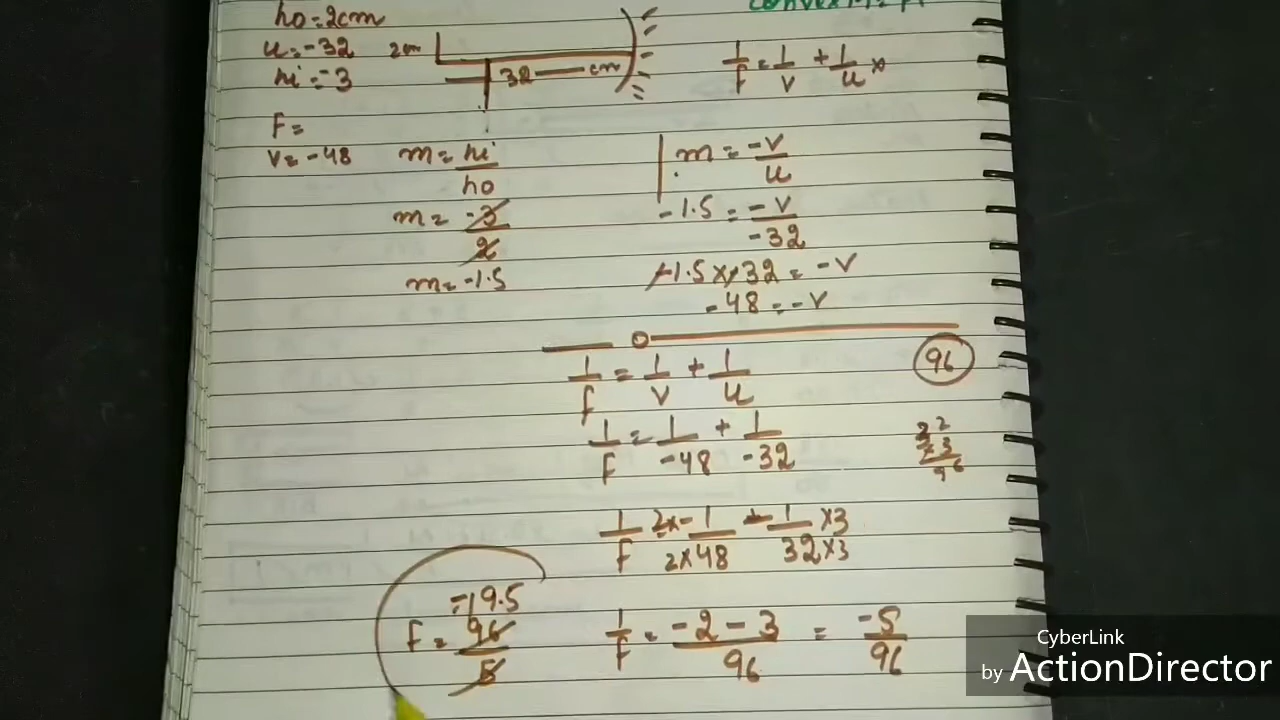 ho = 2cm
u = -32
hi = -3
2cm
32 cm
1/f = 1/v + 1/u
F =
v = -48
m = hi/ho
m = -3/2
m = -1.5
m = -v/u
-1.5 = -v/-32
-1.5 x 32 = -v
-48 = -v
1/f = 1/v + 1/u
96
1/f = 1/-48 + 1/-32
32
x3
96
1/f = 2x-1/2x48 - 1x3/32x3
1/f = -2-3/96 = -5/96
-19.5
f = 96/5
CyberLink
by ActionDirector